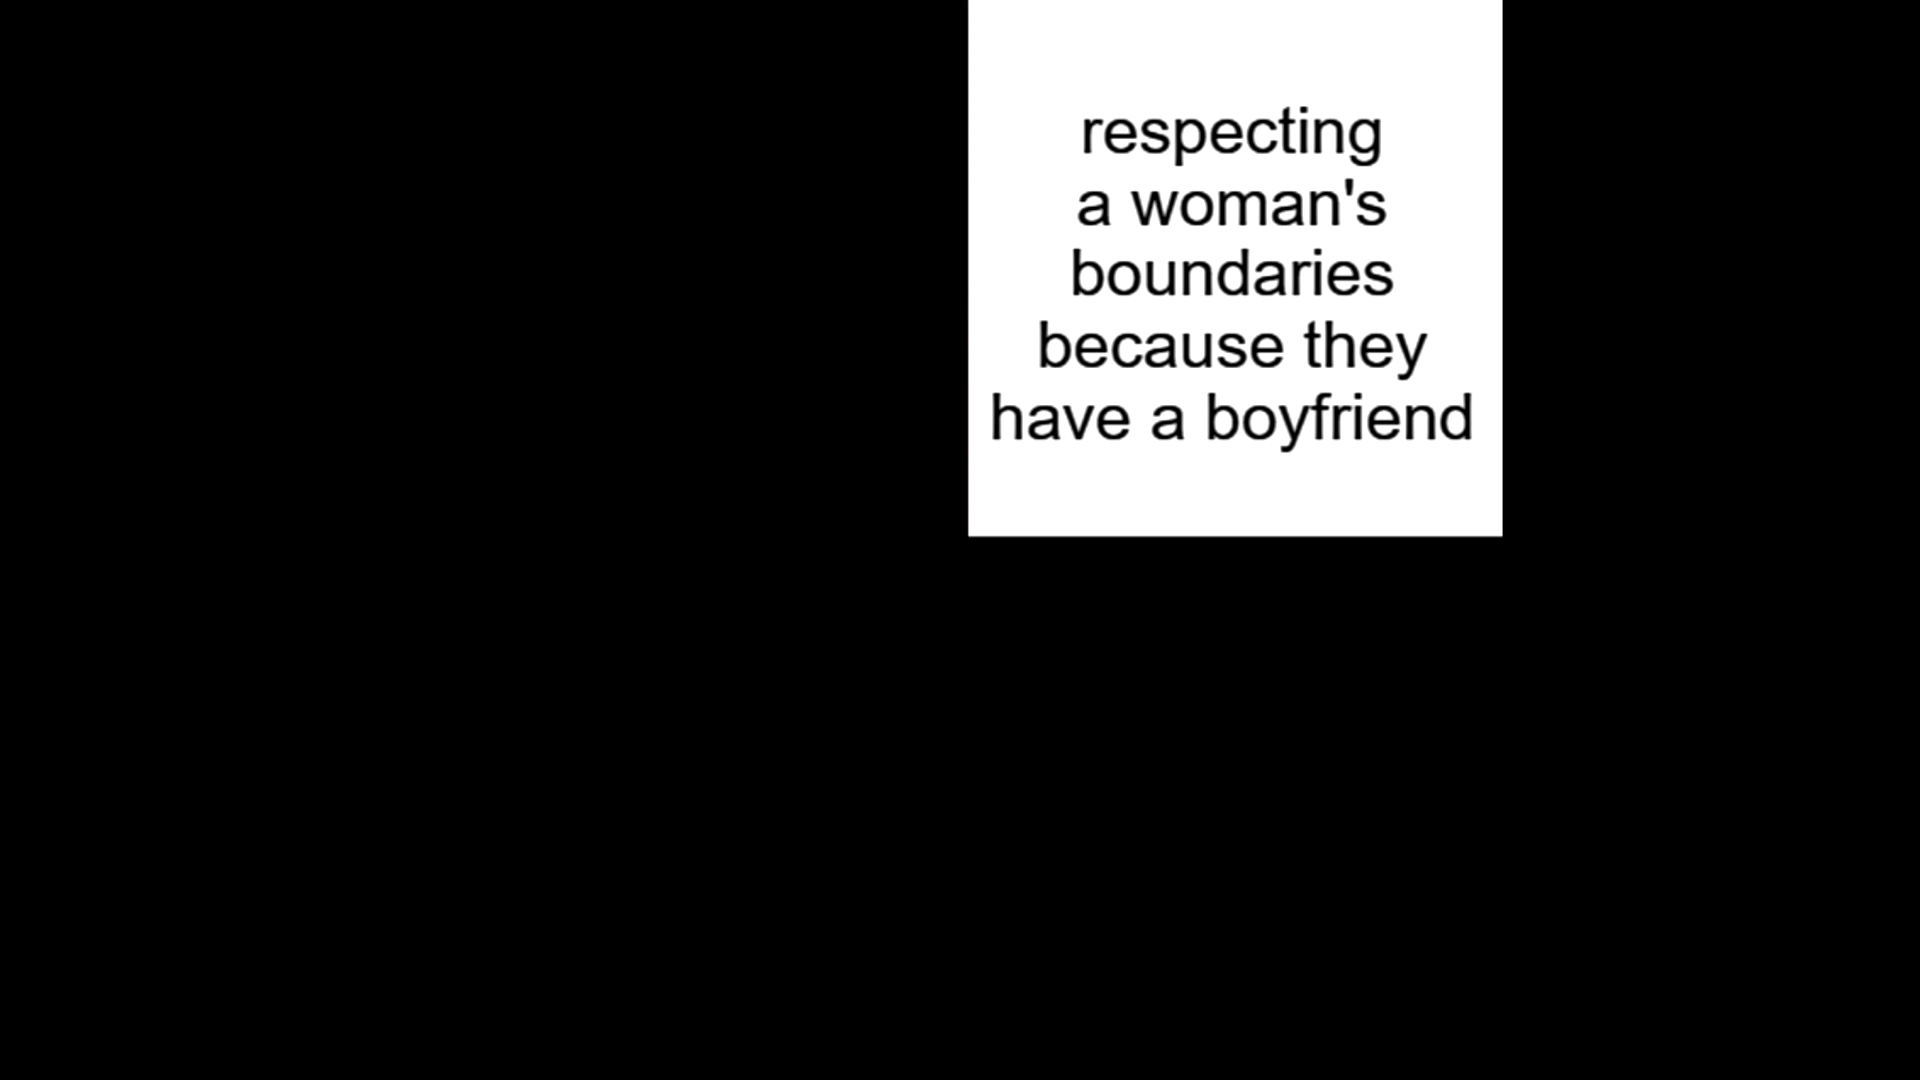 respecting
a woman's
boundaries
because they
have a boyfriend